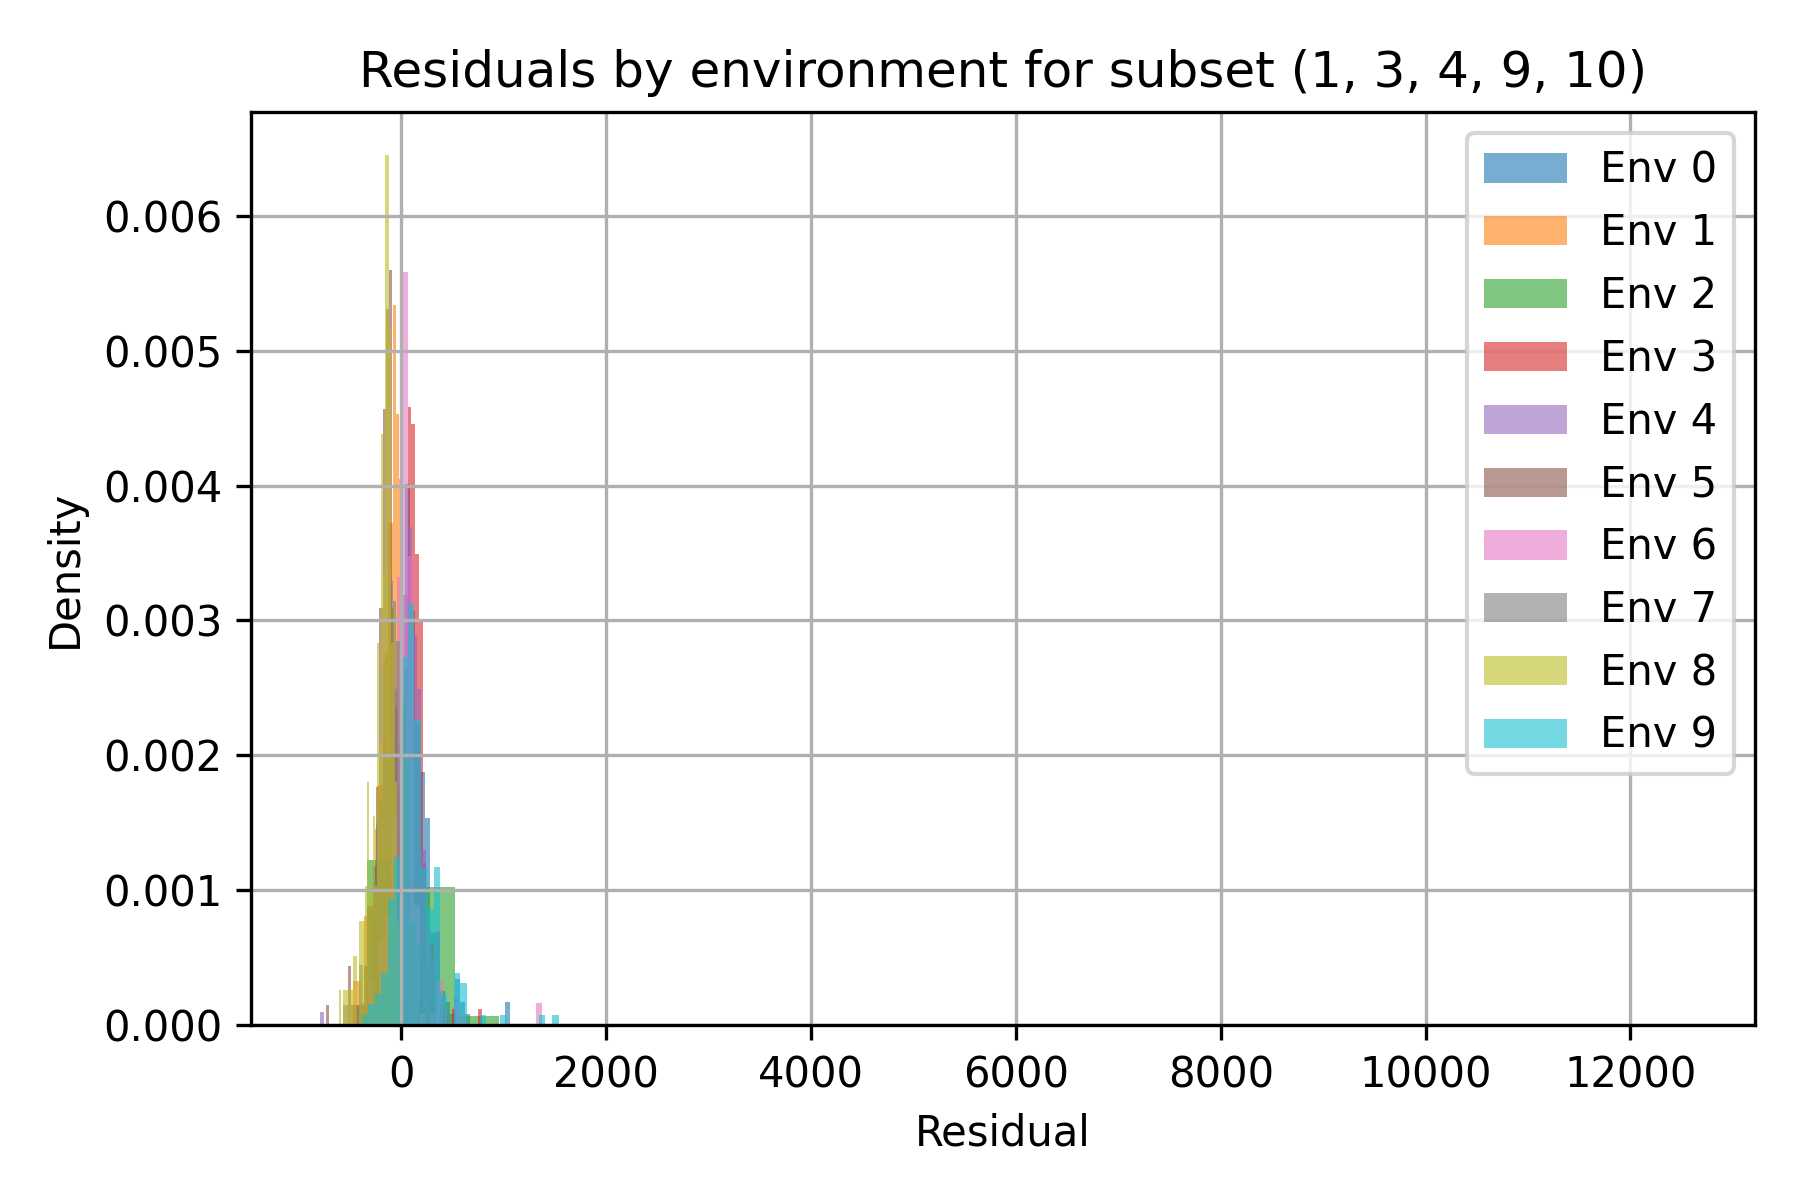 Residuals by environment for subset (1, 3, 4, 9, 10)
Env 0
Env 1
Env 2
Env 3
Env 4
Env 5
Env 6
Env 7
Env 8
Env 9
0.006
0.005
0.004
0.003
0.002
0.001
0.000
Density
0 2000 4000 6000 8000 10000 12000
Residual